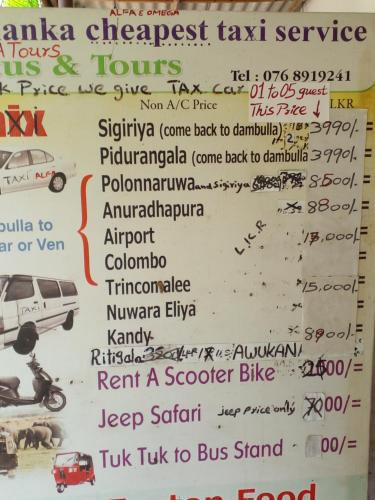 ALFA & OMEGA
anka cheapest taxi service
A TOURS
us & Tours
Tel : 076 8919241
k Price we give TAX car
01 to 05 guest
This Price ↓
Non A/C Price
LKR
Sigiriya (come back to dambulla) 3990/-
Pidurangala (come back to dambulla 3990/-
TAXI ALFA
Polonnaruwa and sigiriya 8500/-
Anuradhapura 8800/-
bulla to
ar or Ven
Airport 000/-
L.K.R
Colombo
TAXI
Trincomalee 15,000/-
Nuwara Eliya
Kandy 00/-
Ritigala AWUKANA
Rent A Scooter Bike 00/=
Jeep Safari jeep price only 00/=
Tuk Tuk to Bus Stand 00/=
Food